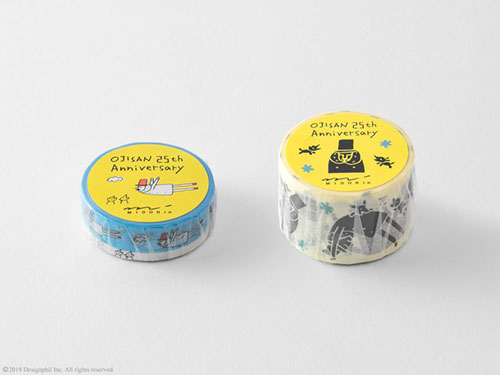 OJISAN 25th
Anniversary
MIDORI®
OJISAN 25th
Anniversary
MIDORI®
©2019 Designphil Inc. All rights reserved.